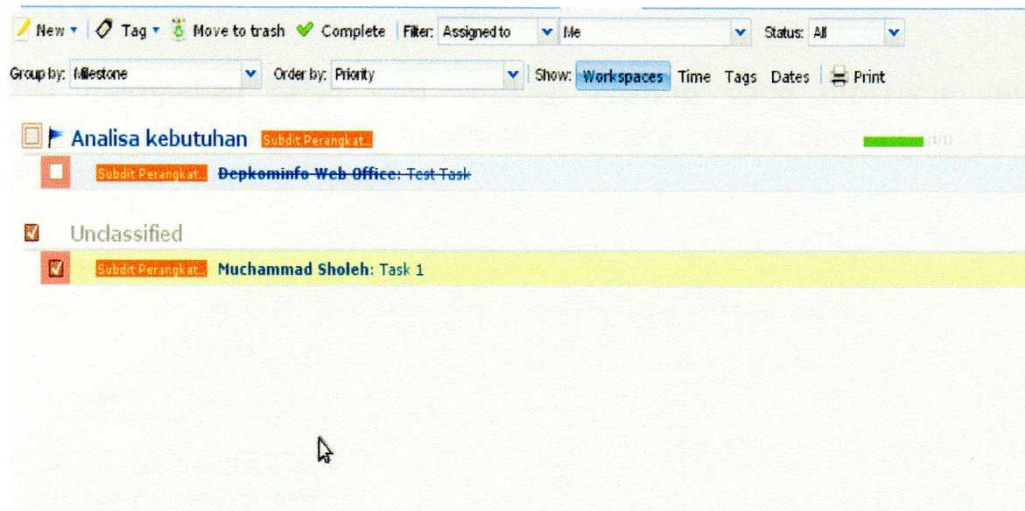 New Tag Move to trash Complete Filter: Assigned to Me Status: All
Group by: Milestone Order by: Priority Show: Workspaces Time Tags Dates Print
Analisa kebutuhan Subdit Perangkat... (1/1)
Subdit Perangkat... Depkominfo Web Office: Test Task
Unclassified
Subdit Perangkat... Muchammad Sholeh: Task 1